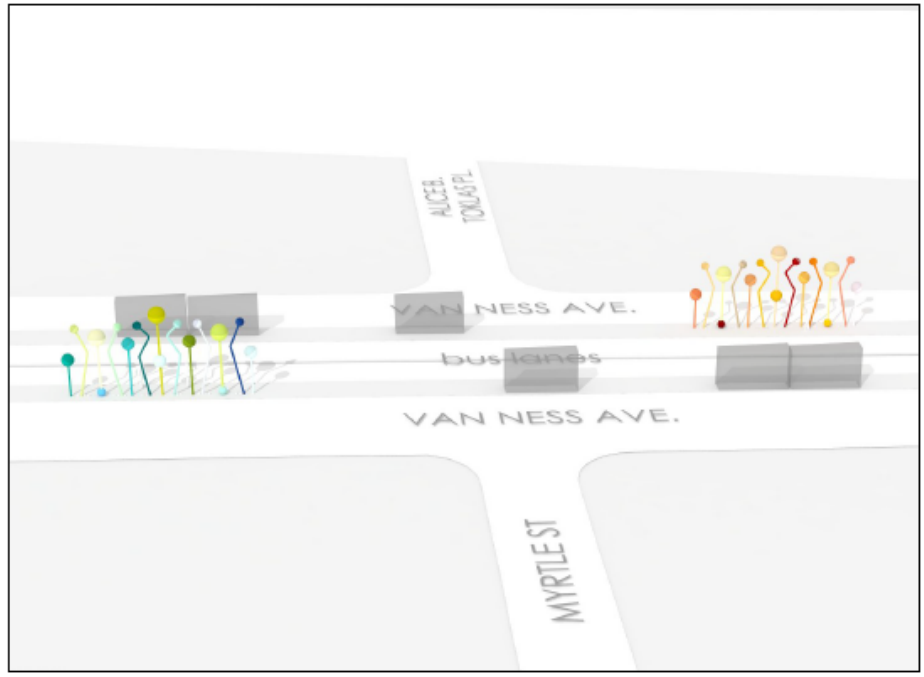 ALICE B.
TOKLAS PL.
VAN NESS AVE.
bus lanes
VAN NESS AVE.
MYRTLE ST